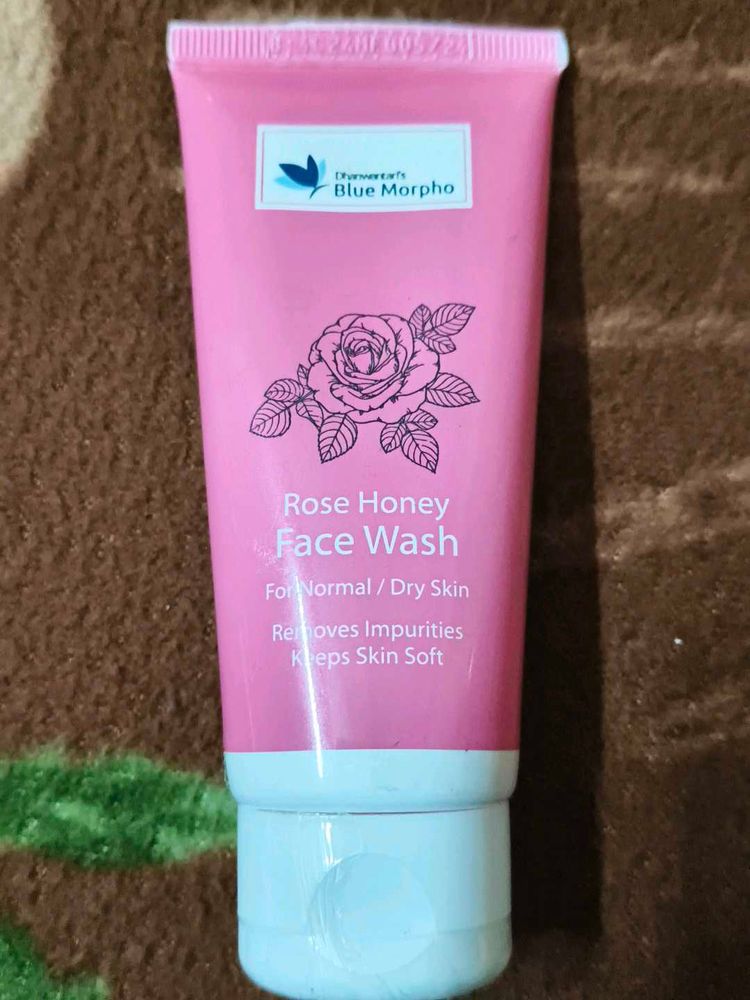 Dhanwantari's
Blue Morpho
Rose Honey
Face Wash
For Normal / Dry Skin
Removes Impurities
Keeps Skin Soft